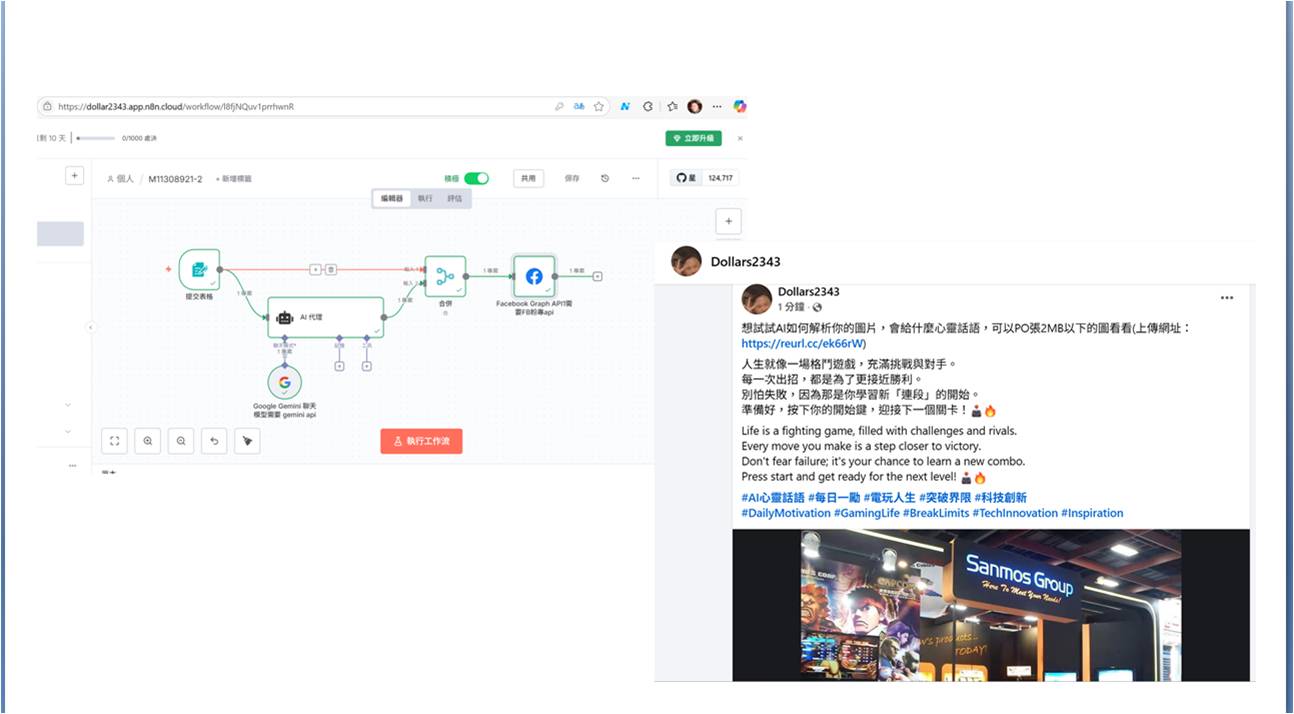 https://dollar2343.app.n8n.cloud/workflow/I8fjNQuv1prrhwnR
剩 10 天
0/1000 處決
立即升級
個人 / M11308921-2 + 新增標籤
積極
共用
保存
星 124,717
編輯器 執行 評估
提交表格
1 專案
AI 代理
1 專案
輸入 1
輸入 2
合併
1 專案
Facebook Graph API1需
要FB粉專api
1 專案
聊天模式*
記憶
工具
1 專案
Google Gemini 聊天
模型需要 gemini api
執行工作流
Dollars2343
Dollars2343
1 分鐘
想試試AI如何解析你的圖片，會給什麼心靈話語，可以PO張2MB以下的圖看看(上傳網址：
https://reurl.cc/ek66rW)
人生就像一場格鬥遊戲，充滿挑戰與對手。
每一次出招，都是為了更接近勝利。
別怕失敗，因為那是你學習新「連段」的開始。
準備好，按下你的開始鍵，迎接下一個關卡！🕹️🔥
Life is a fighting game, filled with challenges and rivals.
Every move you make is a step closer to victory.
Don't fear failure; it's your chance to learn a new combo.
Press start and get ready for the next level! 🕹️🔥
#AI心靈話語 #每日一勵 #電玩人生 #突破界限 #科技創新
#DailyMotivation #GamingLife #BreakLimits #TechInnovation #Inspiration
Sanmos Group
Here To Meet Your Needs!
CAPCOM
TODAY!